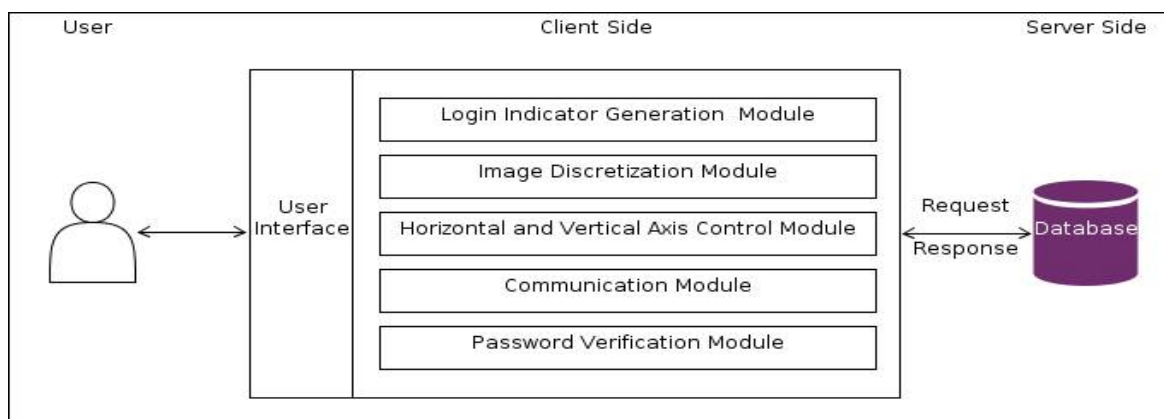 User
Client Side
Server Side
Login Indicator Generation Module
Image Discretization Module
User
Interface
Horizontal and Vertical Axis Control Module
Communication Module
Password Verification Module
Request
Response
Database